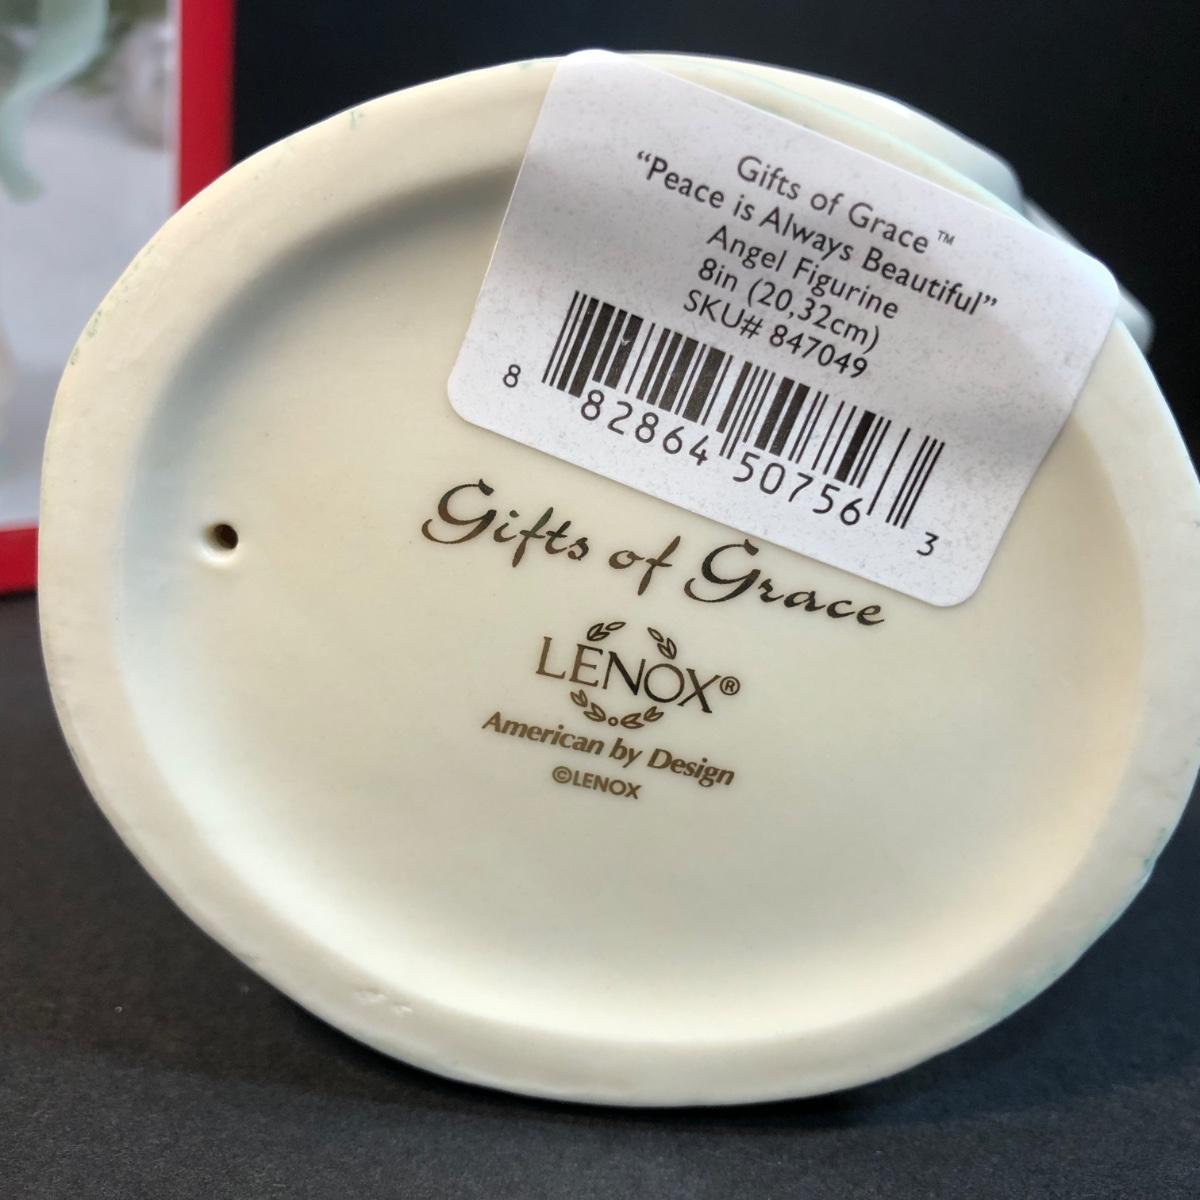 Gifts of Grace ™
“Peace is Always Beautiful”
Angel Figurine
8in (20,32cm)
SKU# 847049
8 82864 50756 3
Gifts of Grace
LENOX®
American by Design
©LENOX